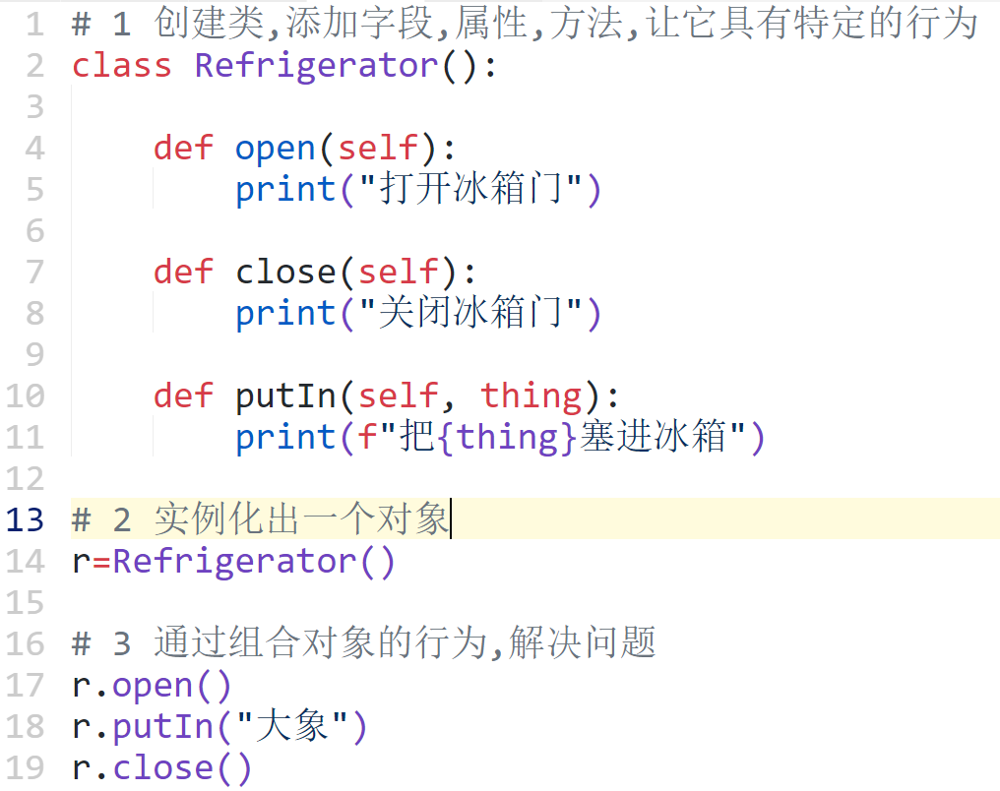 1 # 1 创建类,添加字段,属性,方法,让它具有特定的行为
2 class Refrigerator():
3
4     def open(self):
5         print("打开冰箱门")
6
7     def close(self):
8         print("关闭冰箱门")
9
10     def putIn(self, thing):
11         print(f"把{thing}塞进冰箱")
12
13 # 2 实例化出一个对象
14 r=Refrigerator()
15
16 # 3 通过组合对象的行为,解决问题
17 r.open()
18 r.putIn("大象")
19 r.close()